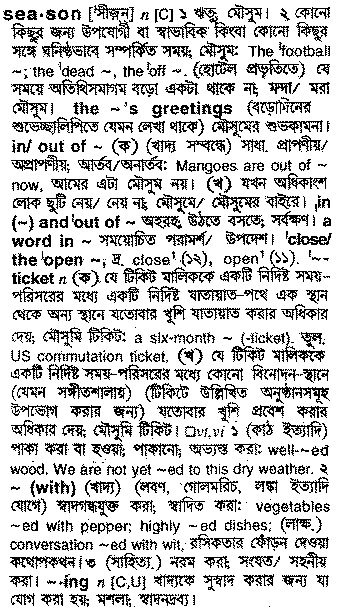 sea·son [ˈসীজ্‌ন্] n [C] ১ ঋতু, মৌসুম। ২ কোনো
কিছুর জন্য উপযোগী বা স্বাভাবিক কিংবা কোনো কিছুর
সঙ্গে ঘনিষ্ঠভাবে সম্পর্কিত সময়; মৌসুম: The ˈfootball
~; the ˈdead ~, the ˈoff ~. (হোটেল প্রভৃতিতে) যে
সময়ে অতিথিসমাগম বড়ো একটা থাকে না; মন্দা/ মরা
মৌসুম। the ~'s greetings (বড়োদিনের
শুভেচ্ছালিপিতে যেমন লেখা থাকে) মৌসুমের শুভকামনা।
in/ out of ~ (ক) (খাদ্য সম্বন্ধে) সাধ্য. প্রাপণীয়/
অপ্রাপণীয়; আর্তব/অনার্তব: Mangoes are out of ~
now, আমের এটা মৌসুম নয়। (খ) যখন অধিকাংশ
লোক ছুটি নেয়/ নেয় না; মৌসুমে/ মৌসুমের বাইরে। ˌin
(~) and ˈout of ~ অহরহ; উঠতে বসতে; সর্বক্ষণ। a
word in ~ সময়োচিত পরামর্শ/ উপদেশ। ˈclose/
the ˈopen ~, দ্র. close¹ (১২), open¹ (১১). ˈ~-
ticket n (ক) যে টিকিট মালিককে একটি নির্দিষ্ট সময়-
পরিসরের মধ্যে একটি নির্দিষ্ট যাতায়াত-পথে এক স্থান
থেকে অন্য স্থানে যতোবার খুশি যাতায়াত করার অধিকার
দেয়; মৌসুমি টিকিট: a six-month ~ (-ticket). তুল.
US commutation ticket. (খ) যে টিকিট মালিককে
একটি নির্দিষ্ট সময়-পরিসরের মধ্যে কোনো বিনোদন-স্থানে
(যেমন সঙ্গীতশালায়) (টিকিটে উল্লিখিত অনুষ্ঠানসমূহ
উপভোগ করার জন্য) যতোবার খুশি প্রবেশ করার
অধিকার দেয়; মৌসুমি টিকিট। □vt,vi ১ (কাঠ ইত্যাদি)
পাকা করা বা হওয়া; পাকানো; অভ্যস্ত করা: well-~ed
wood. We are not yet ~ed to this dry weather. ২
~ (with) (খাদ্য) (লবণ, গোলমরিচ, লঙ্কা ইত্যাদি
যোগে) স্বাদগন্ধযুক্ত করা; স্বাদিত করা: vegetables
~ed with pepper; highly ~ed dishes; (লাক্ষ.)
conversation ~ed with wit, রসিকতার ফোঁড়ন দেওয়া
কথোপকথন। ৩ (সাহিত্য.) নরম করা; সংযত/ সহনীয়
করা। ~·ing n [C,U] খাদ্যকে সুস্বাদ করার জন্য যা
যোগ করা হয়; মশলা; স্বাদনদ্রব্য।